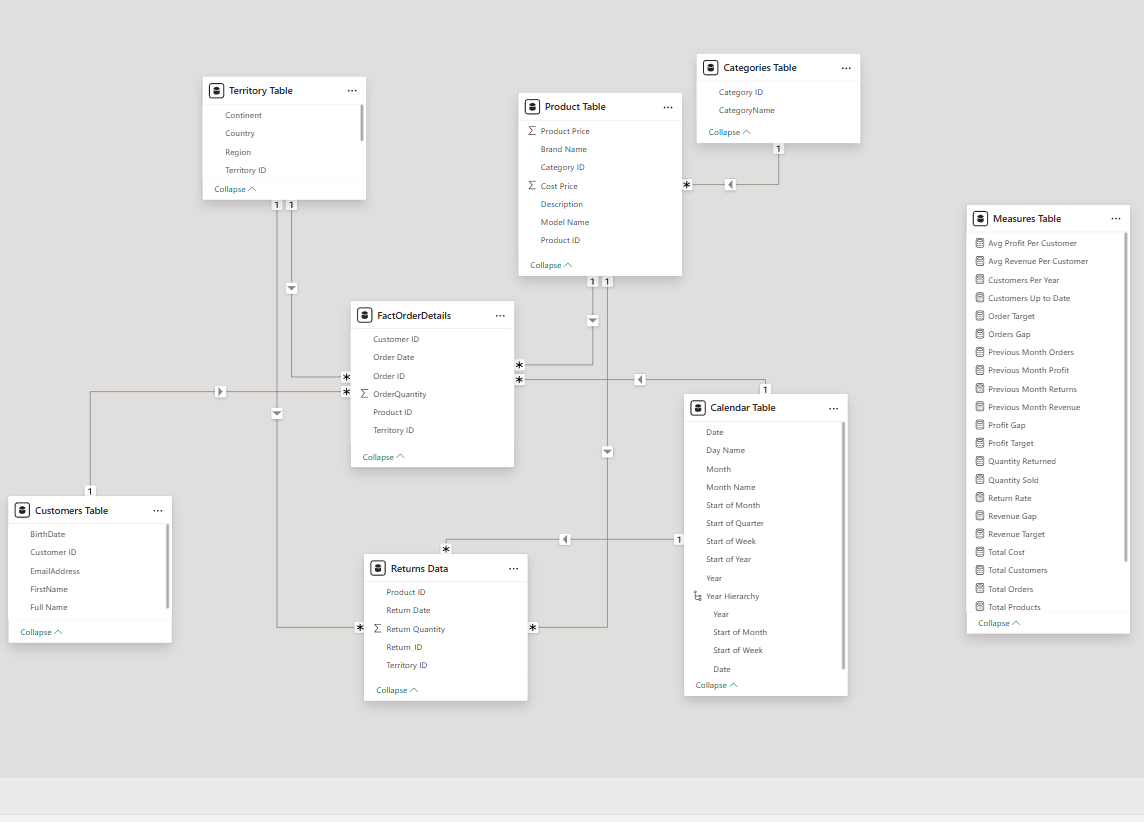 Territory Table
Continent
Country
Region
Territory ID
Collapse
Product Table
Product Price
Brand Name
Category ID
Cost Price
Description
Model Name
Product ID
Collapse
Categories Table
Category ID
CategoryName
Collapse
Measures Table
Avg Profit Per Customer
Avg Revenue Per Customer
Customers Per Year
Customers Up to Date
Order Target
Orders Gap
Previous Month Orders
Previous Month Profit
Previous Month Returns
Previous Month Revenue
Profit Gap
Profit Target
Quantity Returned
Quantity Sold
Return Rate
Revenue Gap
Revenue Target
Total Cost
Total Customers
Total Orders
Total Products
Collapse
FactOrderDetails
Customer ID
Order Date
Order ID
OrderQuantity
Product ID
Territory ID
Collapse
Calendar Table
Date
Day Name
Month
Month Name
Start of Month
Start of Quarter
Start of Week
Start of Year
Year
Year Hierarchy
Year
Start of Month
Start of Week
Date
Collapse
Customers Table
BirthDate
Customer ID
EmailAddress
FirstName
Full Name
Collapse
Returns Data
Product ID
Return Date
Return Quantity
Return_ID
Territory ID
Collapse
1
1
1
1
1
1
1
1
*
*
*
*
*
*
*
*